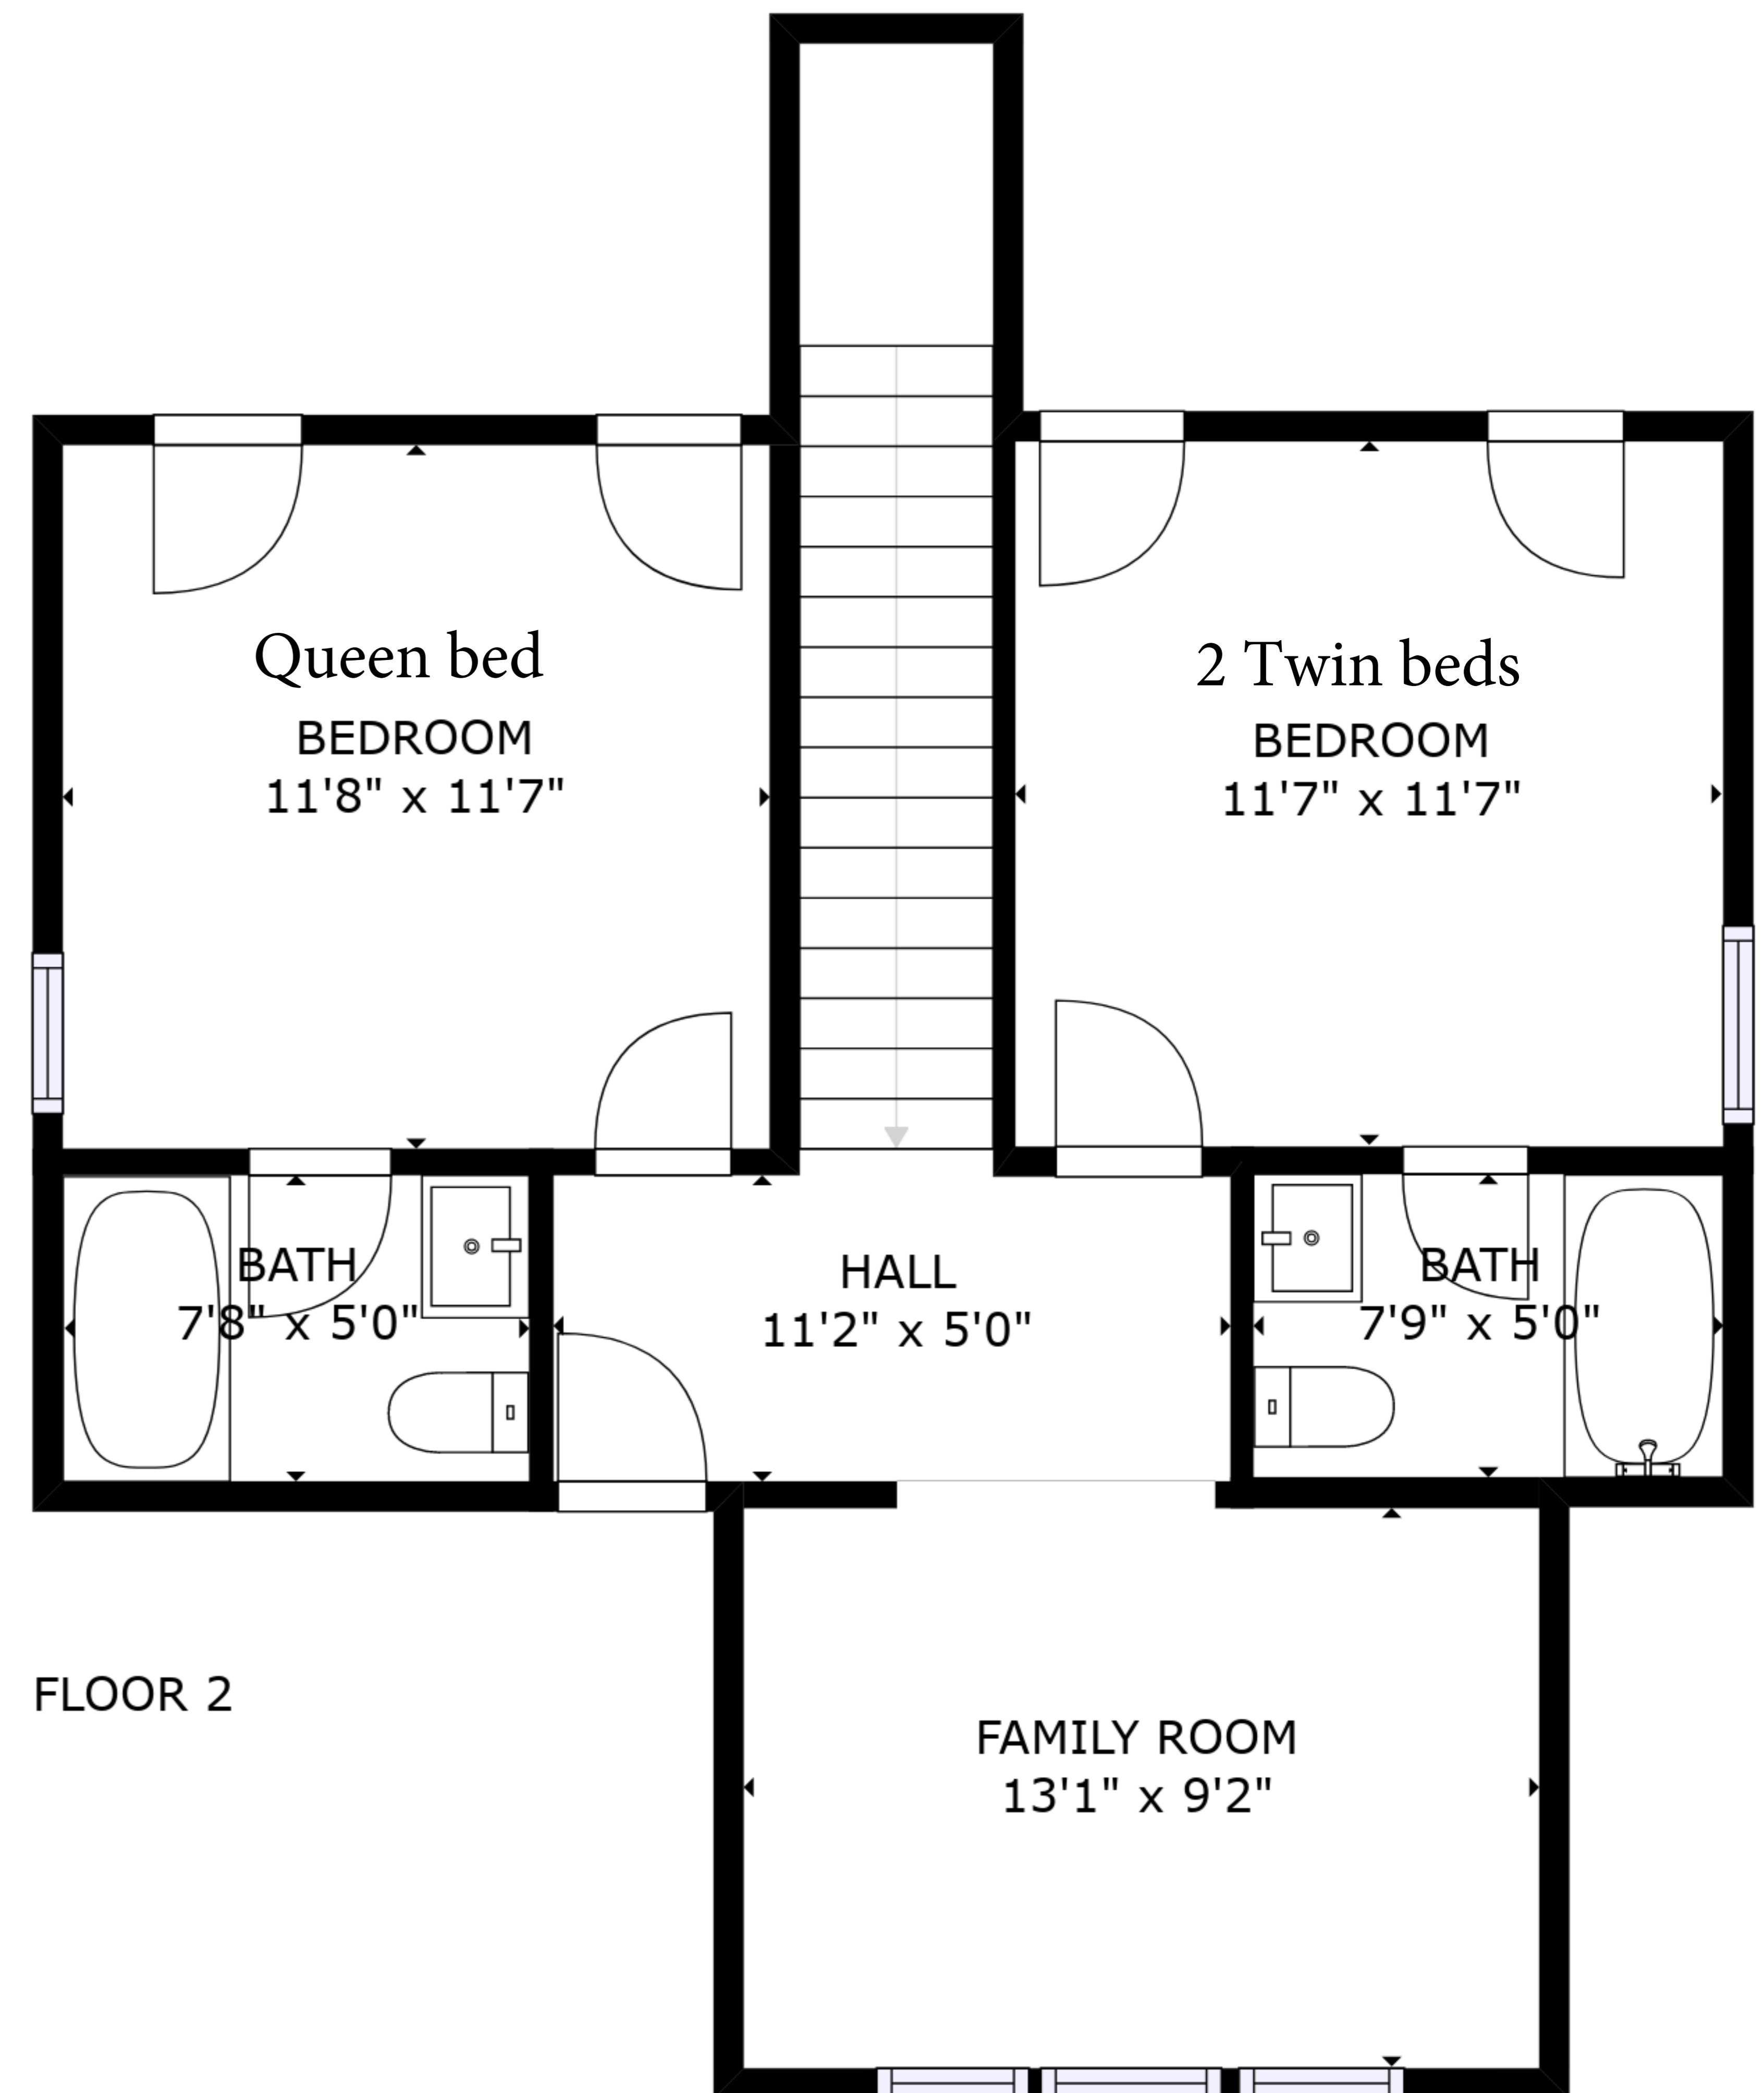 Queen bed
BEDROOM
11'8" x 11'7"
2 Twin beds
BEDROOM
11'7" x 11'7"
BATH
7'8" x 5'0"
HALL
11'2" x 5'0"
BATH
7'9" x 5'0"
FLOOR 2
FAMILY ROOM
13'1" x 9'2"